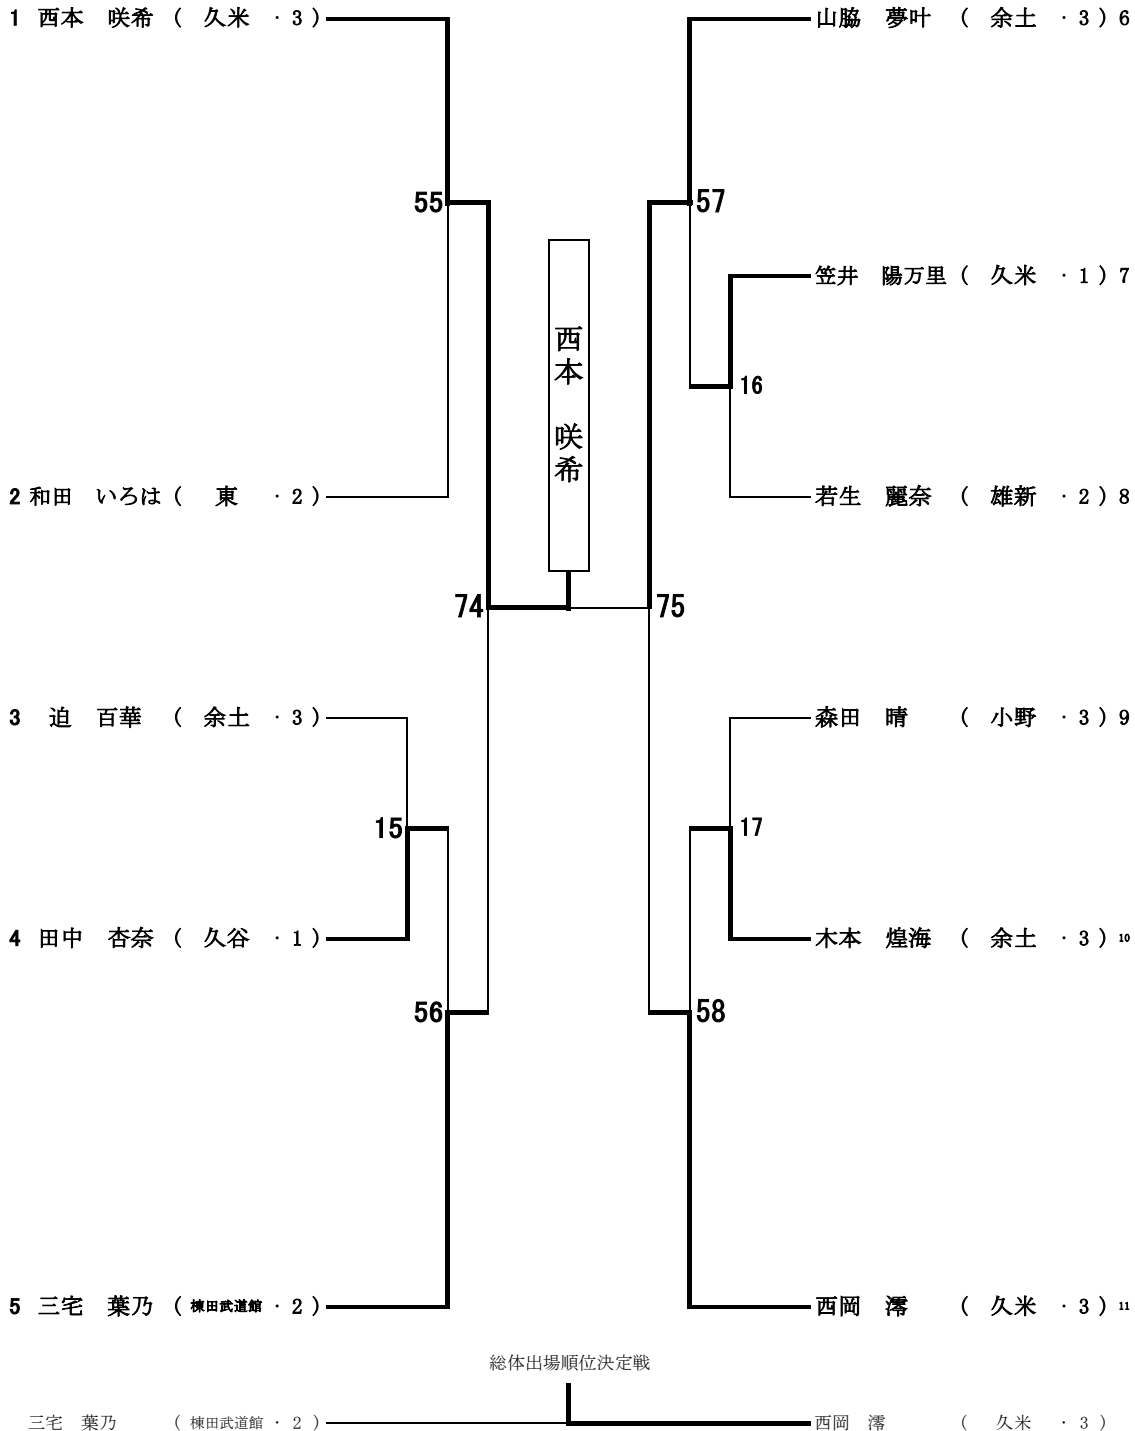 1 西本 咲希 ( 久米 ・ 3 )
山脇 夢叶 ( 余土 ・ 3 ) 6
55
57
笠井 陽万里 ( 久米 ・ 1 ) 7
西本 咲希
16
2 和田 いろは ( 東 ・ 2 )
若生 麗奈 ( 雄新 ・ 2 ) 8
74
75
3 迫 百華 ( 余土 ・ 3 )
森田 晴 ( 小野 ・ 3 ) 9
15
17
4 田中 杏奈 ( 久谷 ・ 1 )
木本 煌海 ( 余土 ・ 3 ) 10
56
58
5 三宅 葉乃 ( 棟田武道館 ・ 2 )
西岡 澪 ( 久米 ・ 3 ) 11
総体出場順位決定戦
三宅 葉乃 ( 棟田武道館 ・ 2 )
西岡 澪 ( 久米 ・ 3 )